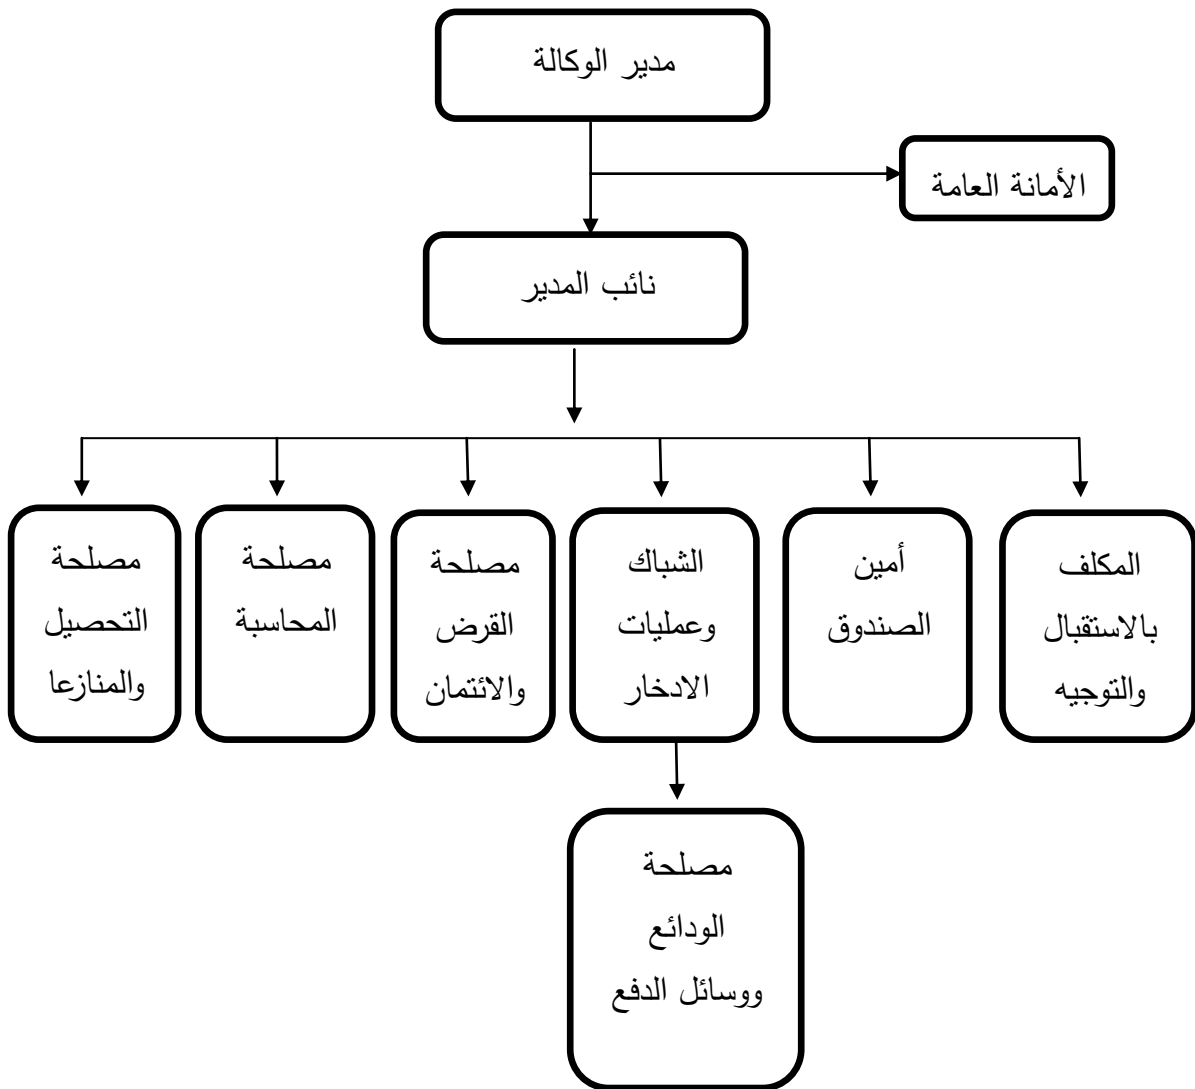 مدير الوكالة
الأمانة العامة
نائب المدير
المكلف
بالاستقبال
والتوجيه
أمين
الصندوق
الشباك
وعمليات
الادخار
مصلحة
القرض
والائتمان
مصلحة
المحاسبة
مصلحة
التحصيل
والمنازعا
مصلحة
الودائع
ووسائل الدفع